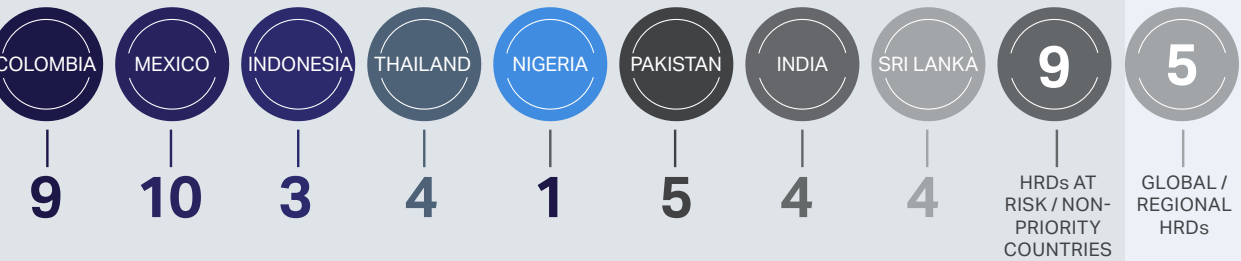 COLOMBIA MEXICO INDONESIA THAILAND NIGERIA PAKISTAN INDIA SRI LANKA 9 5
9 10 3 4 1 5 4 4
HRDs AT
RISK / NON-
PRIORITY
COUNTRIES
GLOBAL /
REGIONAL
HRDs